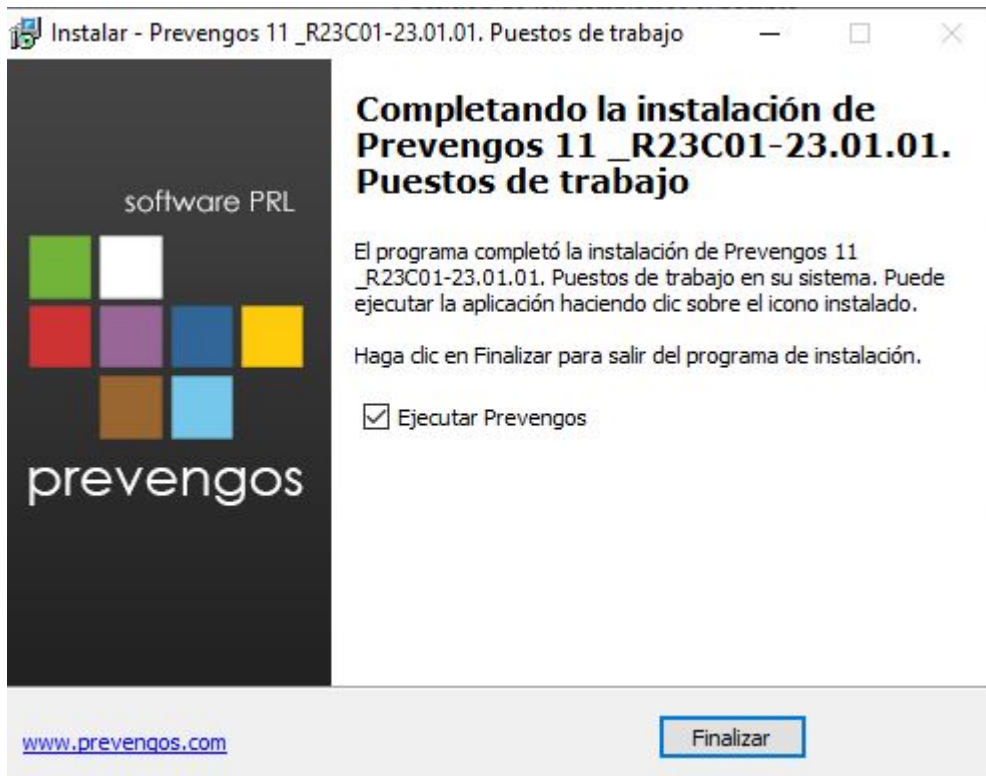 Instalar - Prevengos 11 _R23C01-23.01.01. Puestos de trabajo
software PRL
prevengos
Completando la instalación de
Prevengos 11 _R23C01-23.01.01.
Puestos de trabajo
El programa completó la instalación de Prevengos 11
_R23C01-23.01.01. Puestos de trabajo en su sistema. Puede
ejecutar la aplicación haciendo clic sobre el icono instalado.
Haga clic en Finalizar para salir del programa de instalación.
Ejecutar Prevengos
www.prevengos.com
Finalizar